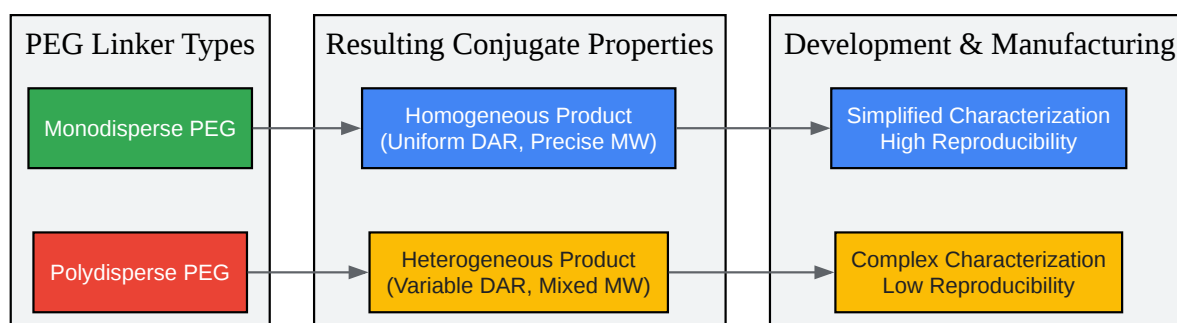 PEG Linker Types
Monodisperse PEG
Polydisperse PEG
Resulting Conjugate Properties
Homogeneous Product
(Uniform DAR, Precise MW)
Heterogeneous Product
(Variable DAR, Mixed MW)
Development & Manufacturing
Simplified Characterization
High Reproducibility
Complex Characterization
Low Reproducibility